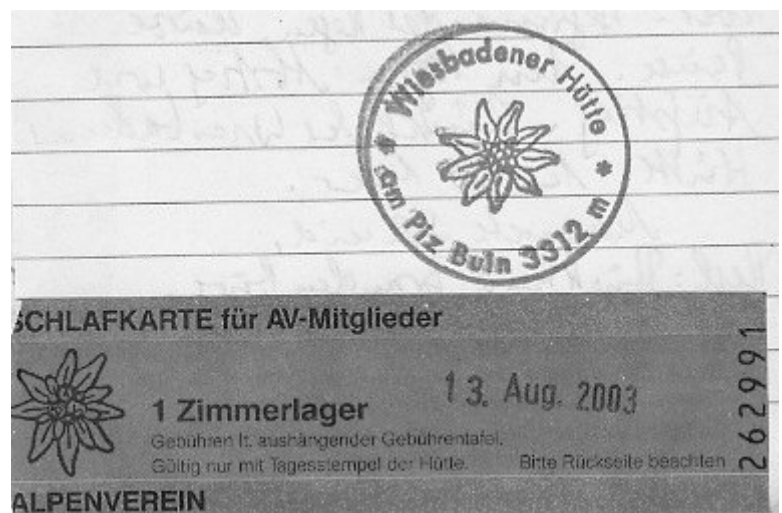 Wiesbadener Hütte
am Piz Buin 3312 m
SCHLAFKARTE für AV-Mitglieder
13. Aug. 2003
1 Zimmerlager
Gebühren lt. aushängender Gebührentafel.
Gültig nur mit Tagesstempel der Hütte. Bitte Rückseite beachten
262991
ALPENVEREIN